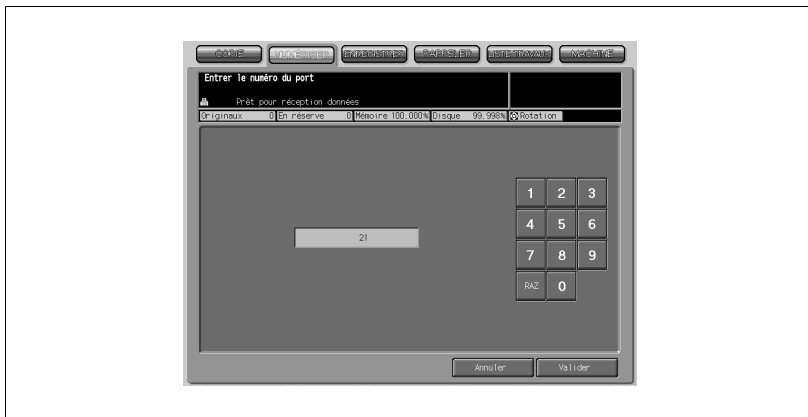 COPIE NUMÉRISER ENREGISTRER RAPPELER LISTE TRAVAUX MACHINE
Entrer le numéro du port
Prêt pour réception données
Originaux 0 En réserve 0 Mémoire 100.000% Disque 99.998% Rotation
1 2 3
4 5 6
21
7 8 9
RAZ 0
Annuler Valider